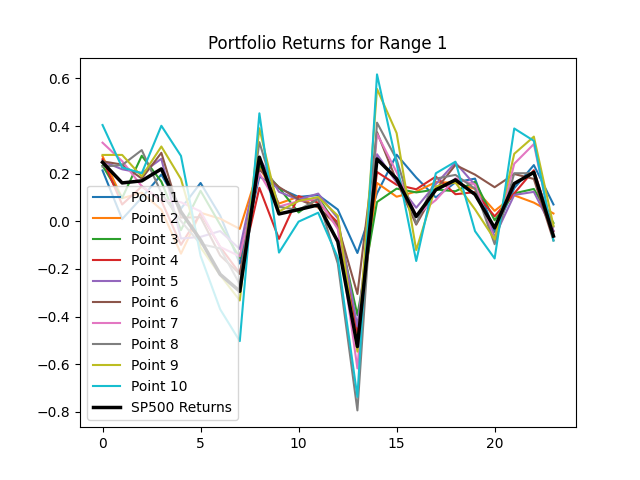 Portfolio Returns for Range 1
0.6
0.4
0.2
0.0
−0.2
−0.4
−0.6
−0.8
Point 1
Point 2
Point 3
Point 4
Point 5
Point 6
Point 7
Point 8
Point 9
Point 10
SP500 Returns
0 5 10 15 20